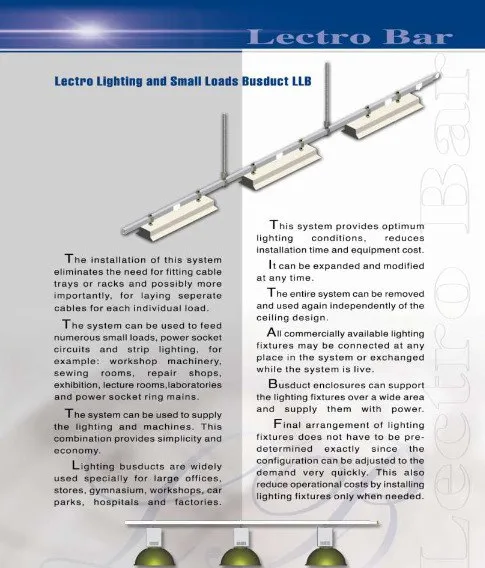 Lectro Bar
Lectro Lighting and Small Loads Busduct LLB
The installation of this system
eliminates the need for fitting cable
trays or racks and possibly more
importantly, for laying seperate
cables for each individual load.
The system can be used to feed
numerous small loads, power socket
circuits and strip lighting, for
example: workshop machinery,
sewing rooms, repair shops,
exhibition, lecture rooms,laboratories
and power socket ring mains.
The system can be used to supply
the lighting and machines. This
combination provides simplicity and
economy.
Lighting busducts are widely
used specially for large offices,
stores, gymnasium, workshops, car
parks, hospitals and factories.
This system provides optimum
lighting conditions, reduces
installation time and equipment cost.
It can be expanded and modified
at any time.
The entire system can be removed
and used again independently of the
ceiling design.
All commercially available lighting
fixtures may be connected at any
place in the system or exchanged
while the system is live.
Busduct enclosures can support
the lighting fixtures over a wide area
and supply them with power.
Final arrangement of lighting
fixtures does not have to be pre-
determined exactly since the
configuration can be adjusted to the
demand very quickly. This also
reduce operational costs by installing
lighting fixtures only when needed.
Lectro Bar